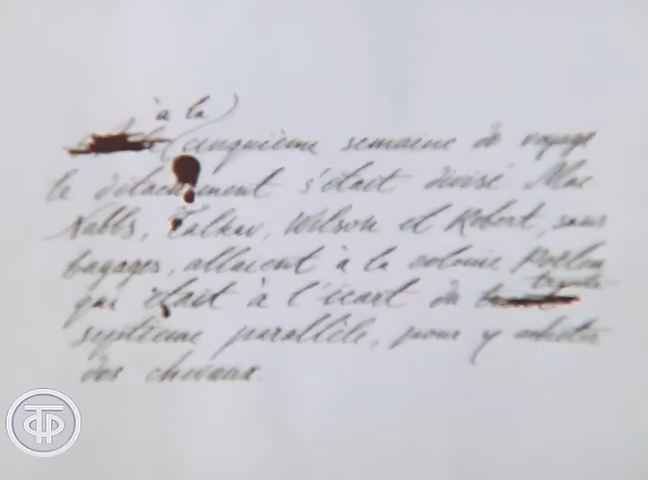 à la
cinquième semaine de voyage
le détachement s'était divisé. Mac
Nabbs, Talkav, Wilson et Robert, sans
bagages, allaient à la colonie
trente-
qui était à l'écart du
septième parallèle, pour y acheter
des chevaux.